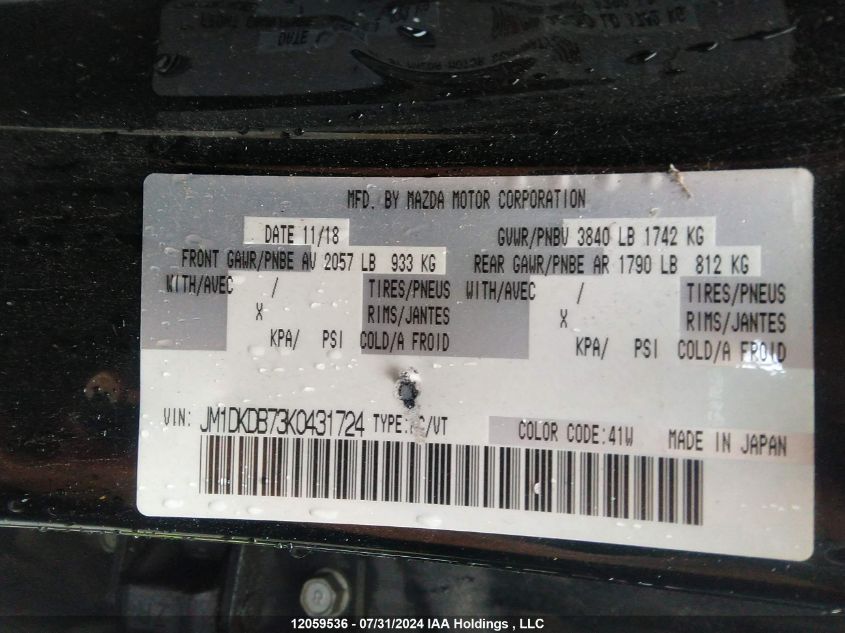 MFD. BY MAZDA MOTOR CORPORATION
DATE 11/18 GVWR/PNBV 3840 LB 1742 KG
FRONT GAWR/PNBE AV 2057 LB 933 KG REAR GAWR/PNBE AR 1790 LB 812 KG
WITH/AVEC / TIRES/PNEUS WITH/AVEC / TIRES/PNEUS
X RIMS/JANTES X RIMS/JANTES
KPA/ PSI COLD/A FROID KPA/ PSI COLD/A FROID
VIN: JM1DKDB73K0431724 TYPE: /VT COLOR CODE:41W MADE IN JAPAN
12059536 - 07/31/2024 IAA Holdings , LLC